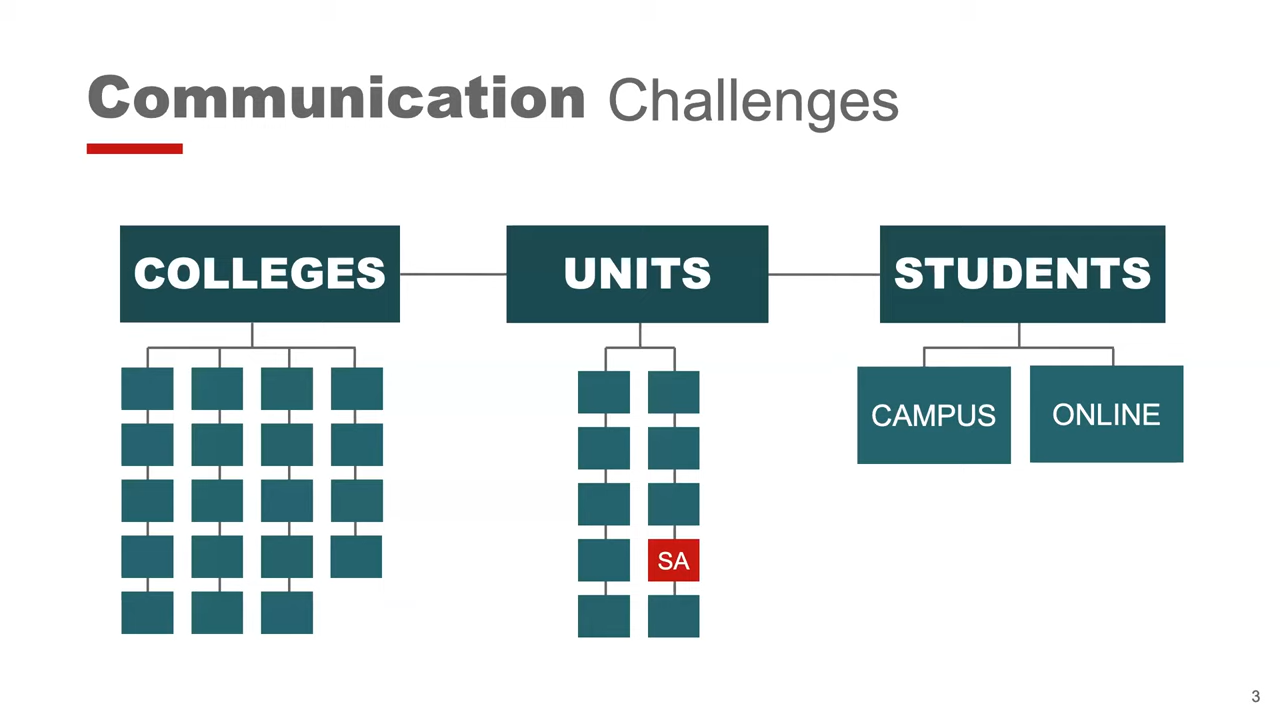 Communication Challenges
COLLEGES
UNITS
STUDENTS
CAMPUS
ONLINE
SA
3